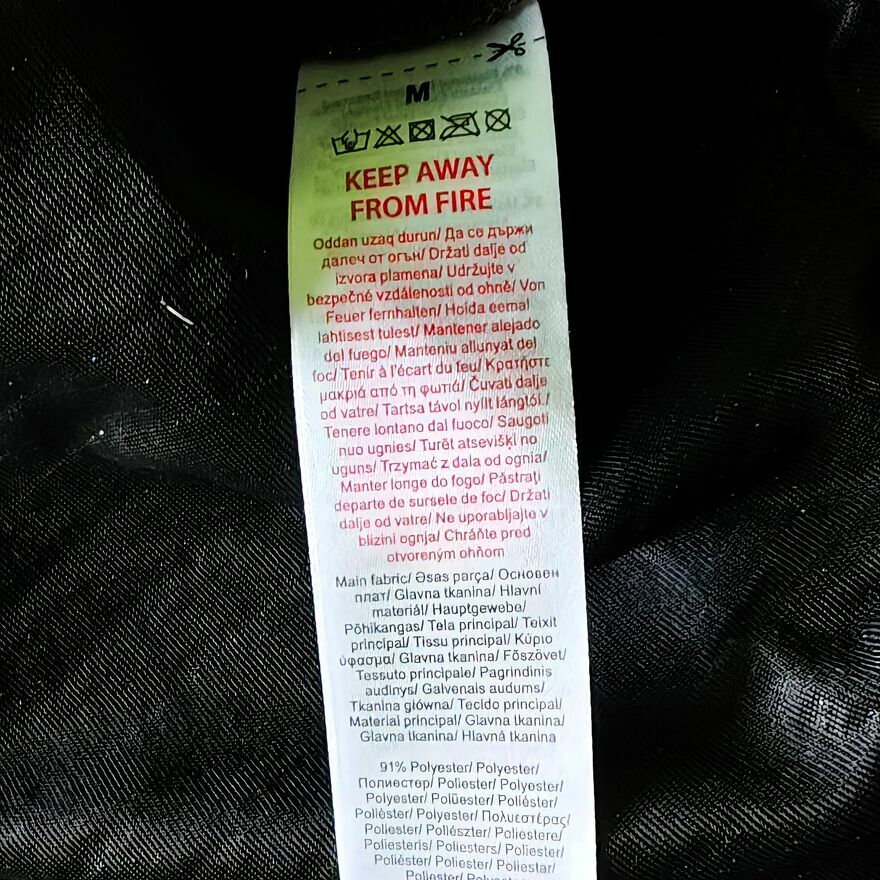 M
KEEP AWAY
FROM FIRE
Oddan uzaq durun/ Да се държи
далеч от огън/ Držati dalje od
izvora plamena/ Udržujte v
bezpečné vzdálenosti od ohně/ Von
Feuer fernhalten/ Hoida eemal
lahtisest tulest/ Mantener alejado
del fuego/ Manteniu allunyat del
foc/ Tenir à l'écart du feu/ Κρατήστε
μακριά από τη φωτιά/ Čuvati dalje
od vatre/ Tartsa távol nyílt lángtól./
Tenere lontano dal fuoco/ Saugoti
nuo ugnies/ Turēt atsevišķi no
uguns/ Trzymać z dala od ognia/
Manter longe do fogo/ Păstrați
departe de sursele de foc/ Držati
dalje od vatre/ Ne uporabljajte v
blizini ognja/ Chráňte pred
otvoreným ohňom
Main fabric/ Əsas parça/ Основен
плат/ Glavna tkanina/ Hlavní
materiál/ Hauptgewebe/
Põhikangas/ Tela principal/ Teixit
principal/ Tissu principal/ Κύριο
ύφασμα/ Glavna tkanina/ Főszövet/
Tessuto principale/ Pagrindinis
audinys/ Galvenais audums/
Tkanina główna/ Tecido principal/
Material principal/ Glavna tkanina/
Glavna tkanina/ Hlavná tkanina
91% Polyester/ Polyester/
Полиестер/ Poliester/ Polyester/
Polyester/ Polüester/ Poliéster/
Polièster/ Polyester/ Πολυεστέρας/
Poliester/ Poliészter/ Poliestere/
Poliesteris/ Poliesters/ Poliester/
Poliéster/ Poliester/ Poliestar/
Poliester/